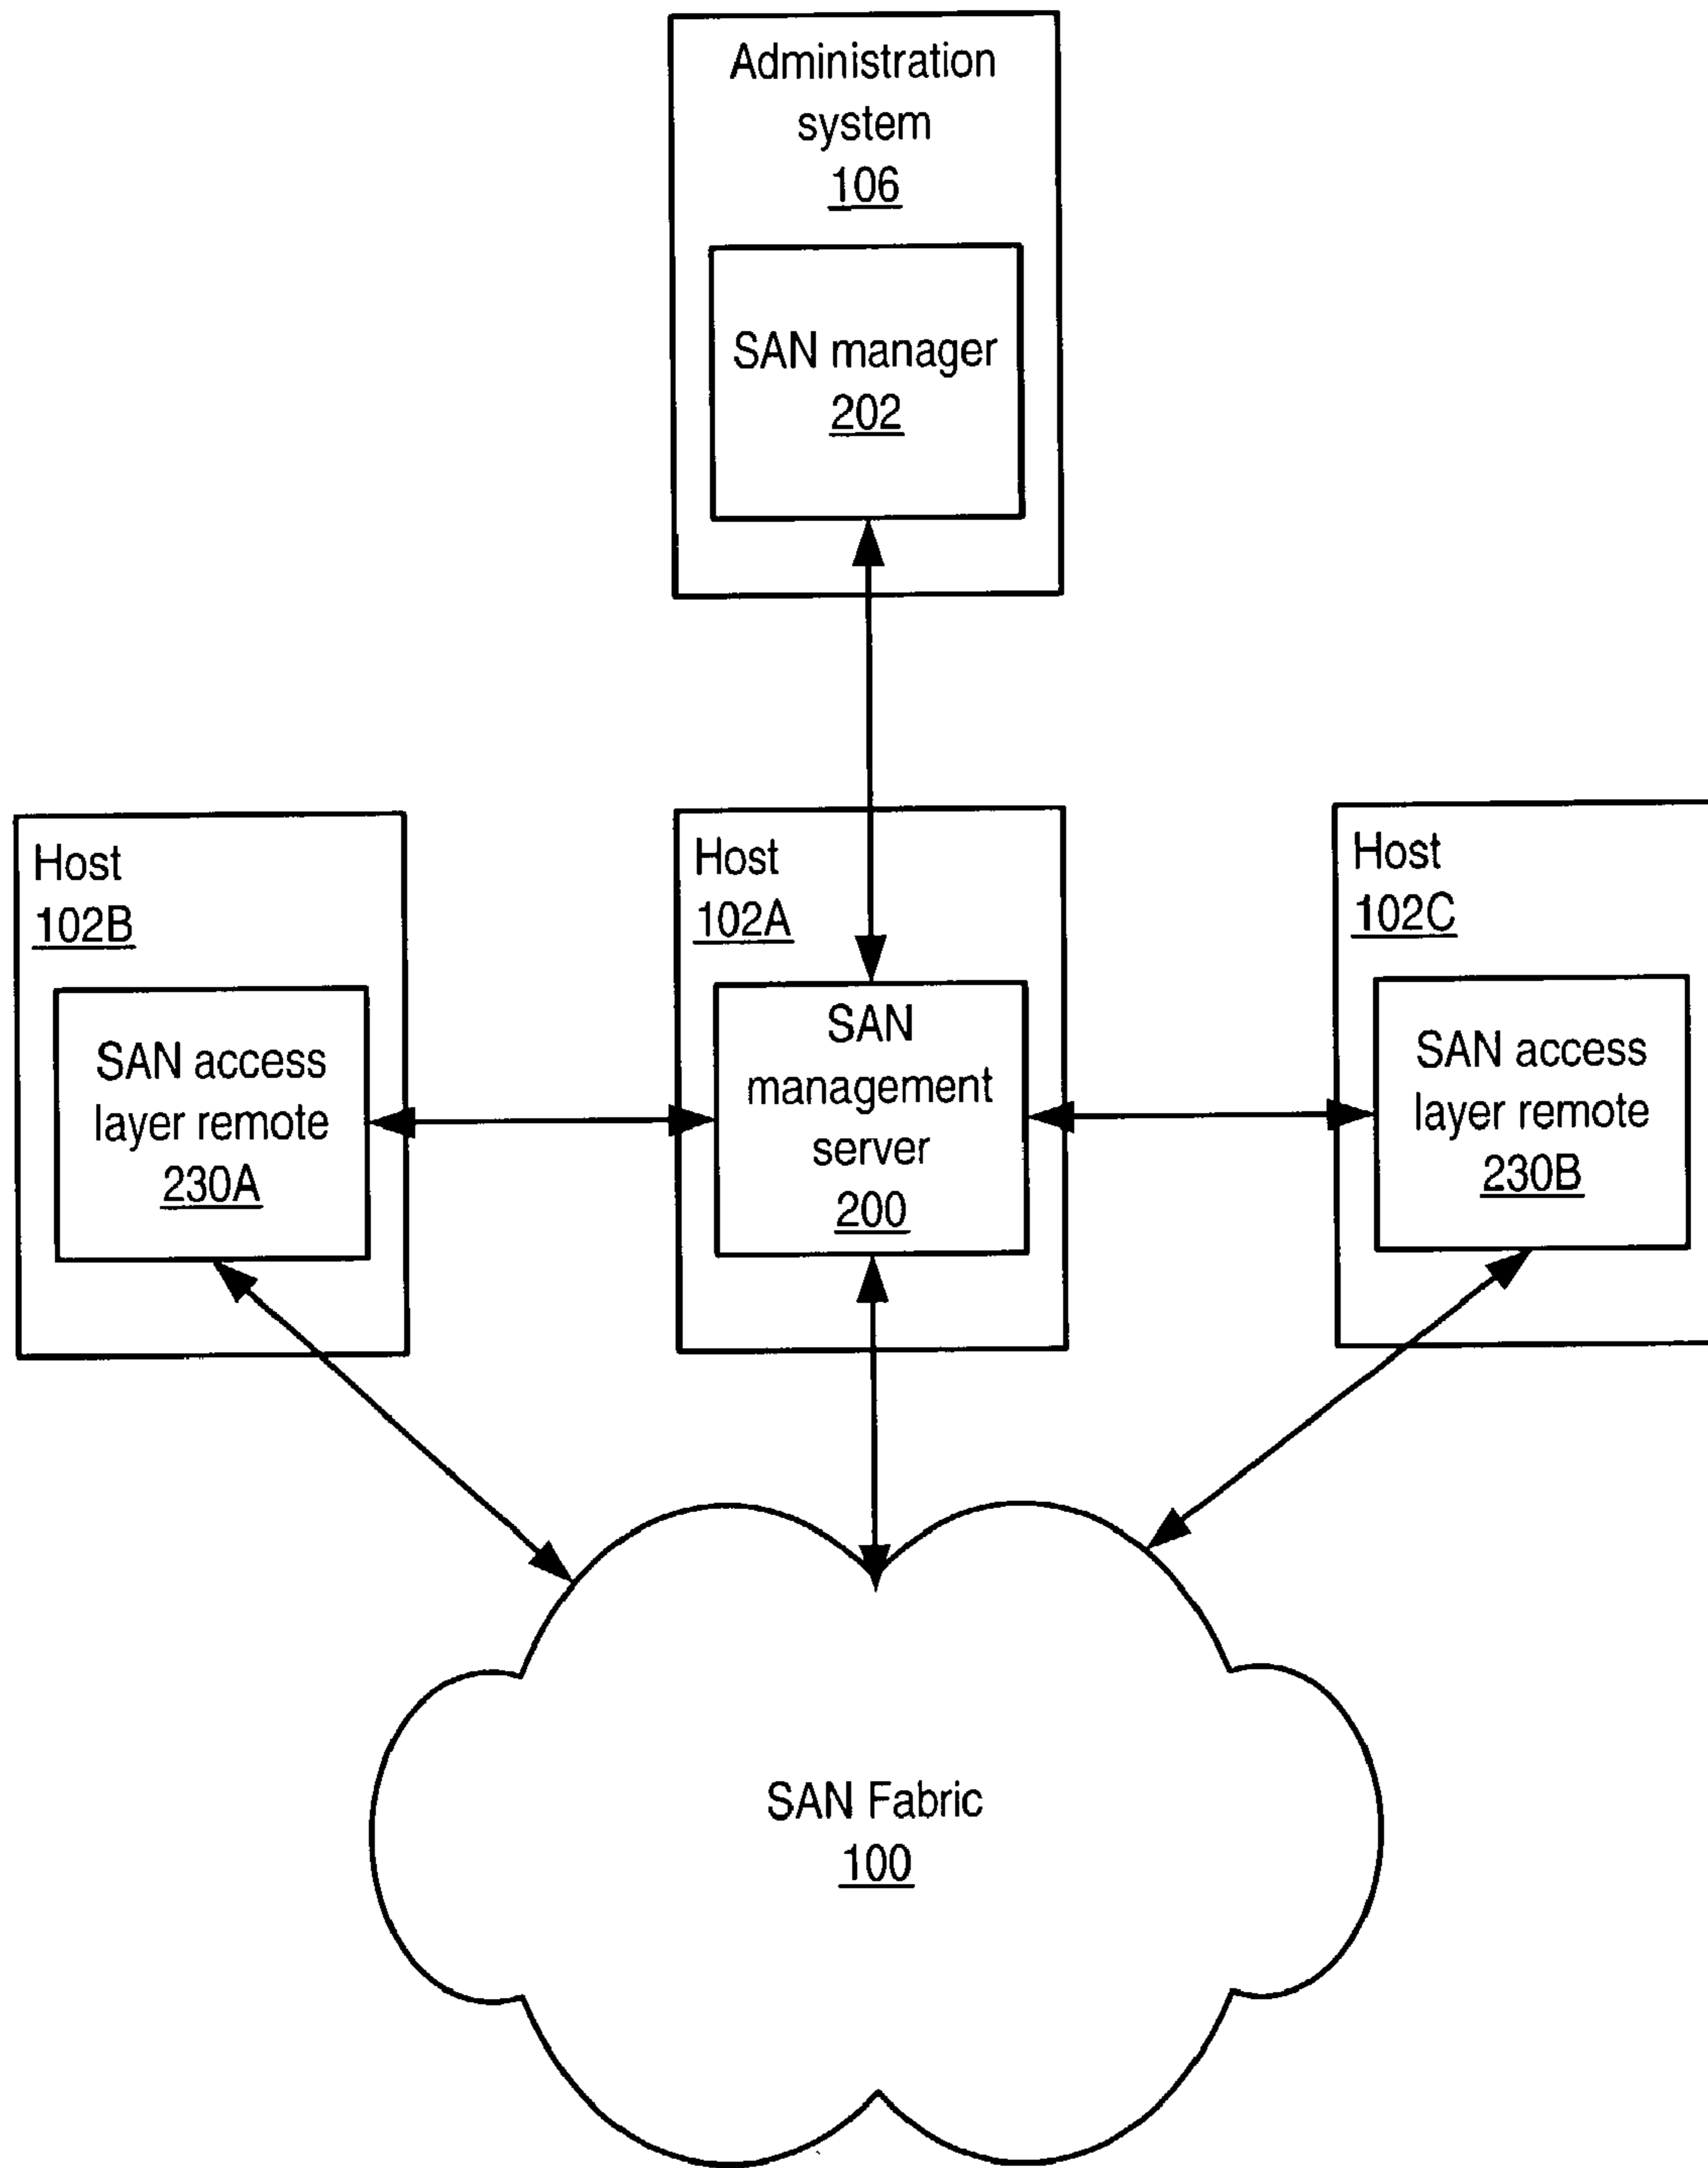 Administration
system
106
SAN manager
202
Host
102B
SAN access
layer remote
230A
Host
102A
SAN
management
server
200
Host
102C
SAN access
layer remote
230B
SAN Fabric
100